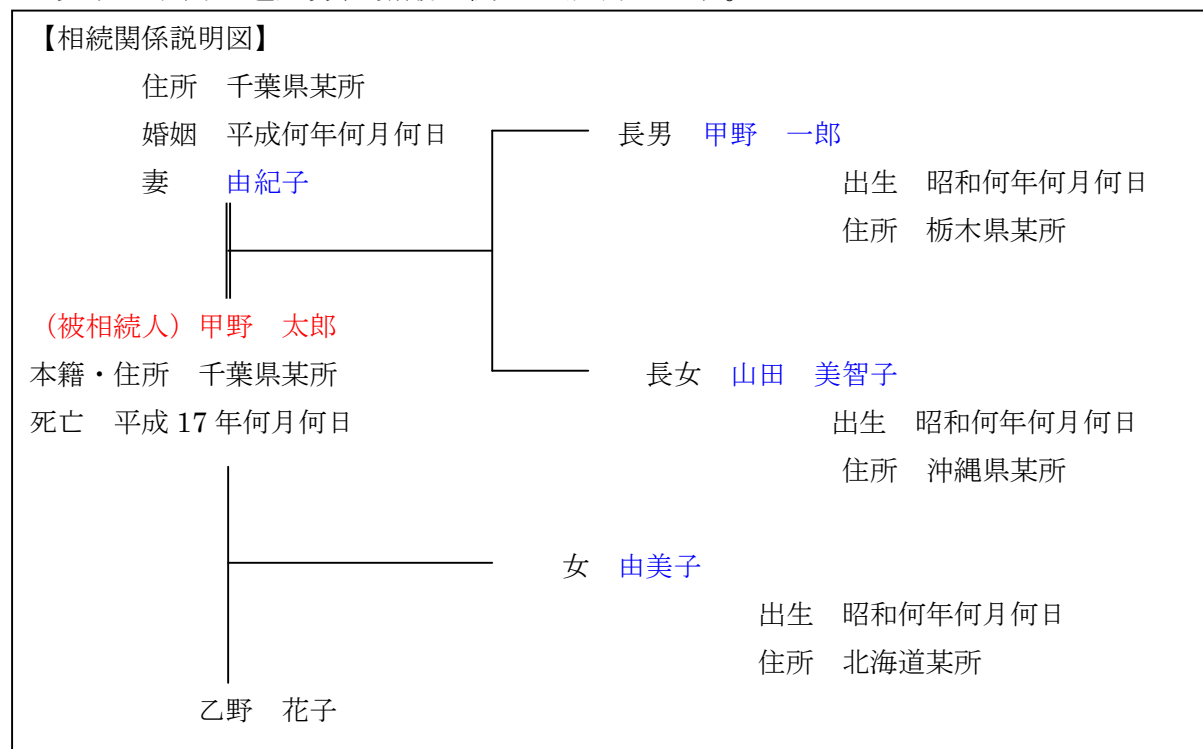 【相続関係説明図】
住所 千葉県某所
婚姻 平成何年何月何日
妻 由紀子
長男 甲野 一郎
出生 昭和何年何月何日
住所 栃木県某所
(被相続人)甲野 太郎
本籍・住所 千葉県某所
死亡 平成17年何月何日
長女 山田 美智子
出生 昭和何年何月何日
住所 沖縄県某所
女 由美子
出生 昭和何年何月何日
住所 北海道某所
乙野 花子